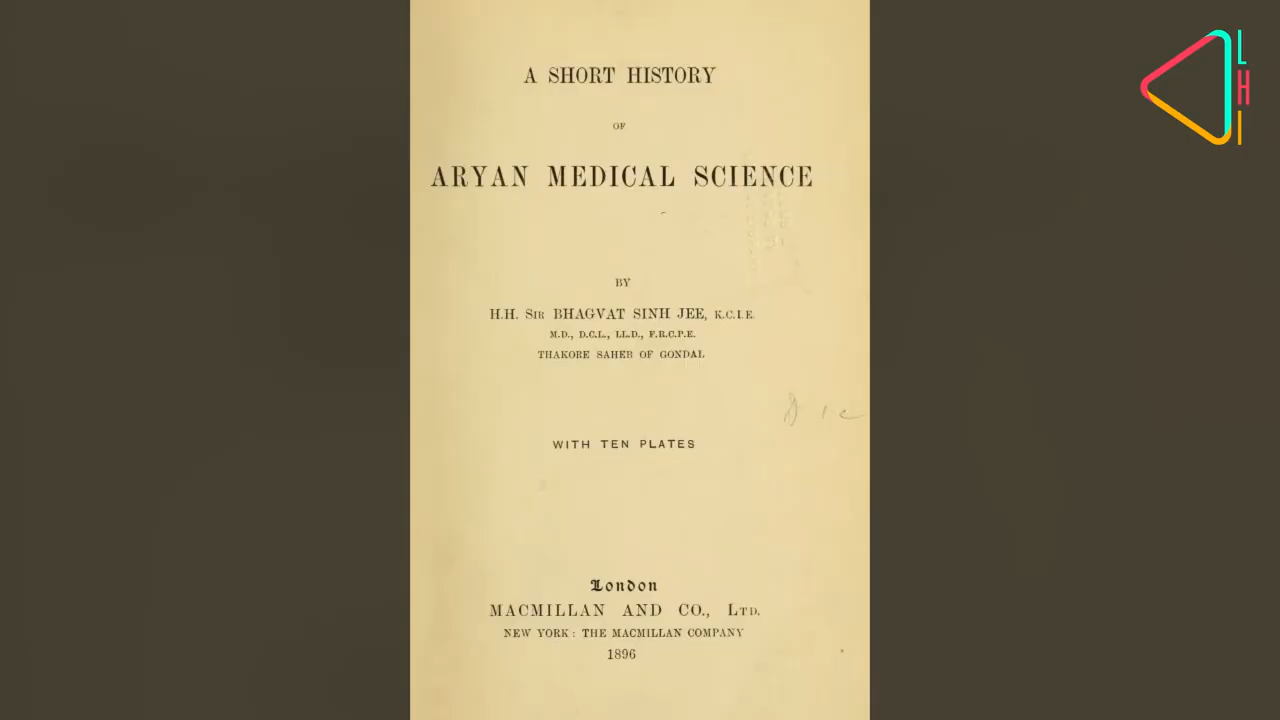 A SHORT HISTORY
OF
ARYAN MEDICAL SCIENCE
BY
H.H. SIR BHAGVAT SINH JEE, K.C.I.E.
M.D., D.C.L., LL.D., F.R.C.P.E.
THAKORE SAHEB OF GONDAL
WITH TEN PLATES
London
MACMILLAN AND CO., LTD.
NEW YORK: THE MACMILLAN COMPANY
1896
L
H
I